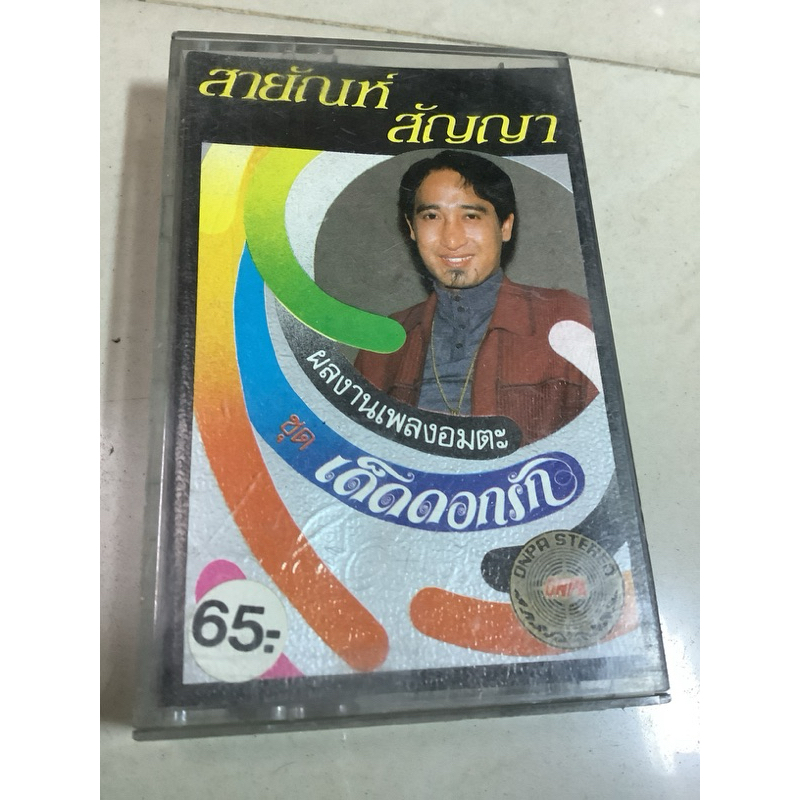 สายัณห์
สัญญา
ผลงานเพลงอมตะ
ชุด
เด็ดดอกรัก
ONPA STEREO
ONPA
65.-